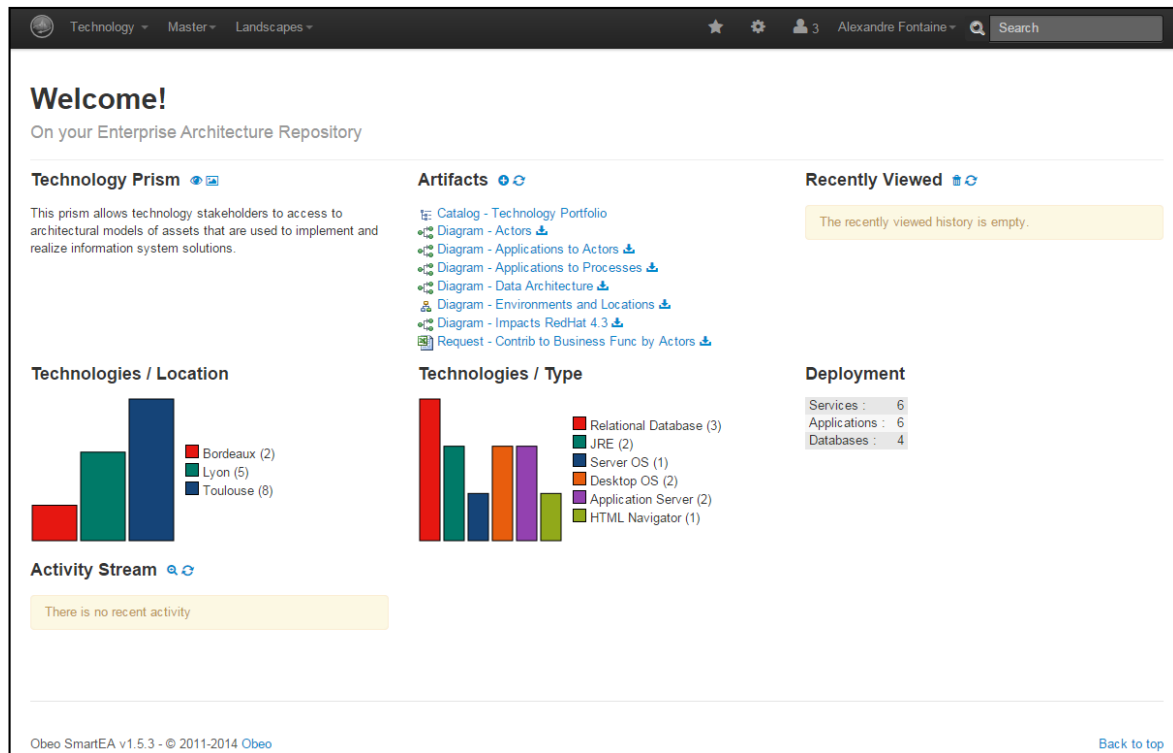 Technology Master Landscapes 3 Alexandre Fontaine Search
Welcome!
On your Enterprise Architecture Repository
Technology Prism
This prism allows technology stakeholders to access to
architectural models of assets that are used to implement and
realize information system solutions.
Artifacts
Catalog - Technology Portfolio
Diagram - Actors
Diagram - Applications to Actors
Diagram - Applications to Processes
Diagram - Data Architecture
Diagram - Environments and Locations
Diagram - Impacts RedHat 4.3
Request - Contrib to Business Func by Actors
Recently Viewed
The recently viewed history is empty.
Technologies / Location
Bordeaux (2)
Lyon (5)
Toulouse (8)
Technologies / Type
Relational Database (3)
JRE (2)
Server OS (1)
Desktop OS (2)
Application Server (2)
HTML Navigator (1)
Deployment
Services : 6
Applications : 6
Databases : 4
Activity Stream
There is no recent activity
Obeo SmartEA v1.5.3 - © 2011-2014 Obeo
Back to top